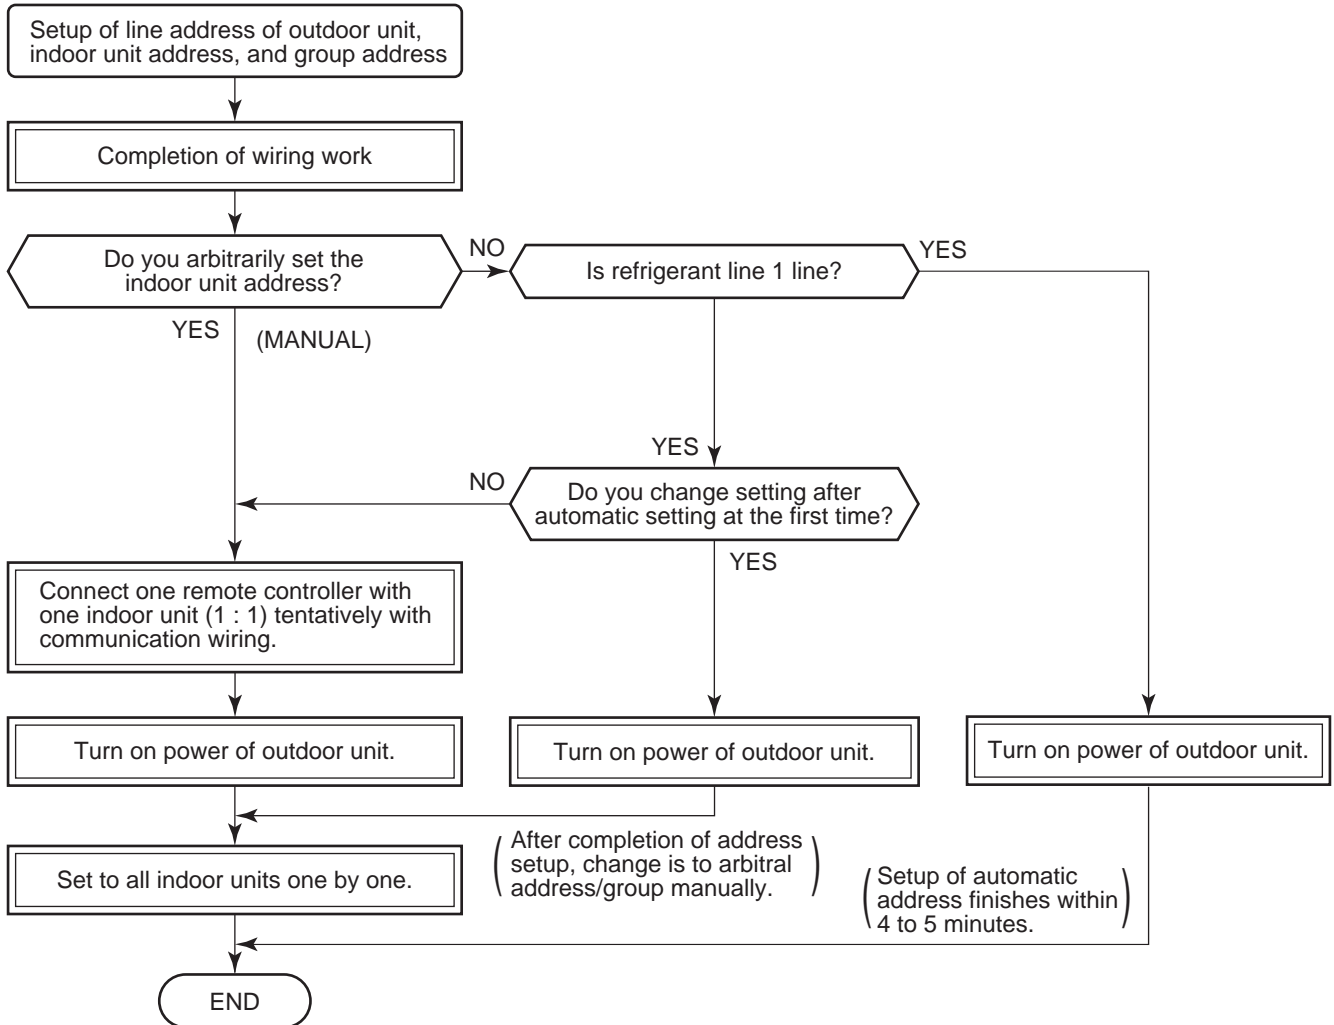 Setup of line address of outdoor unit,
indoor unit address, and group address
Completion of wiring work
Do you arbitrarily set the
indoor unit address?
NO
Is refrigerant line 1 line?
YES
YES
(MANUAL)
YES
NO
Do you change setting after
automatic setting at the first time?
YES
Connect one remote controller with
one indoor unit (1 : 1) tentatively with
communication wiring.
Turn on power of outdoor unit.
Turn on power of outdoor unit.
Turn on power of outdoor unit.
(After completion of address
setup, change is to arbitral
address/group manually.)
Set to all indoor units one by one.
(Setup of automatic
address finishes within
4 to 5 minutes.)
END